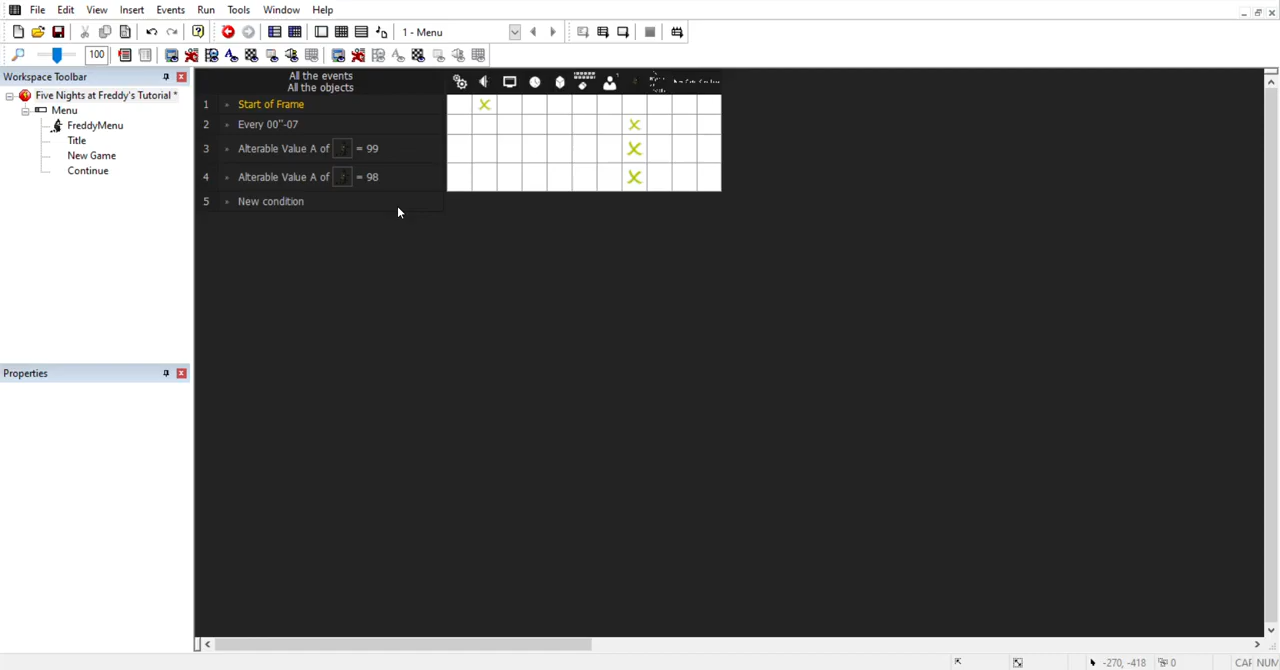 File Edit View Insert Events Run Tools Window Help
1 - Menu
100
Workspace Toolbar
Five Nights at Freddy's Tutorial *
Menu
FreddyMenu
Title
New Game
Continue
Properties
All the events
All the objects
1 Start of Frame
2 Every 00"-07
3 Alterable Value A of = 99
4 Alterable Value A of = 98
5 New condition
-270, -418 0 CAP NUM